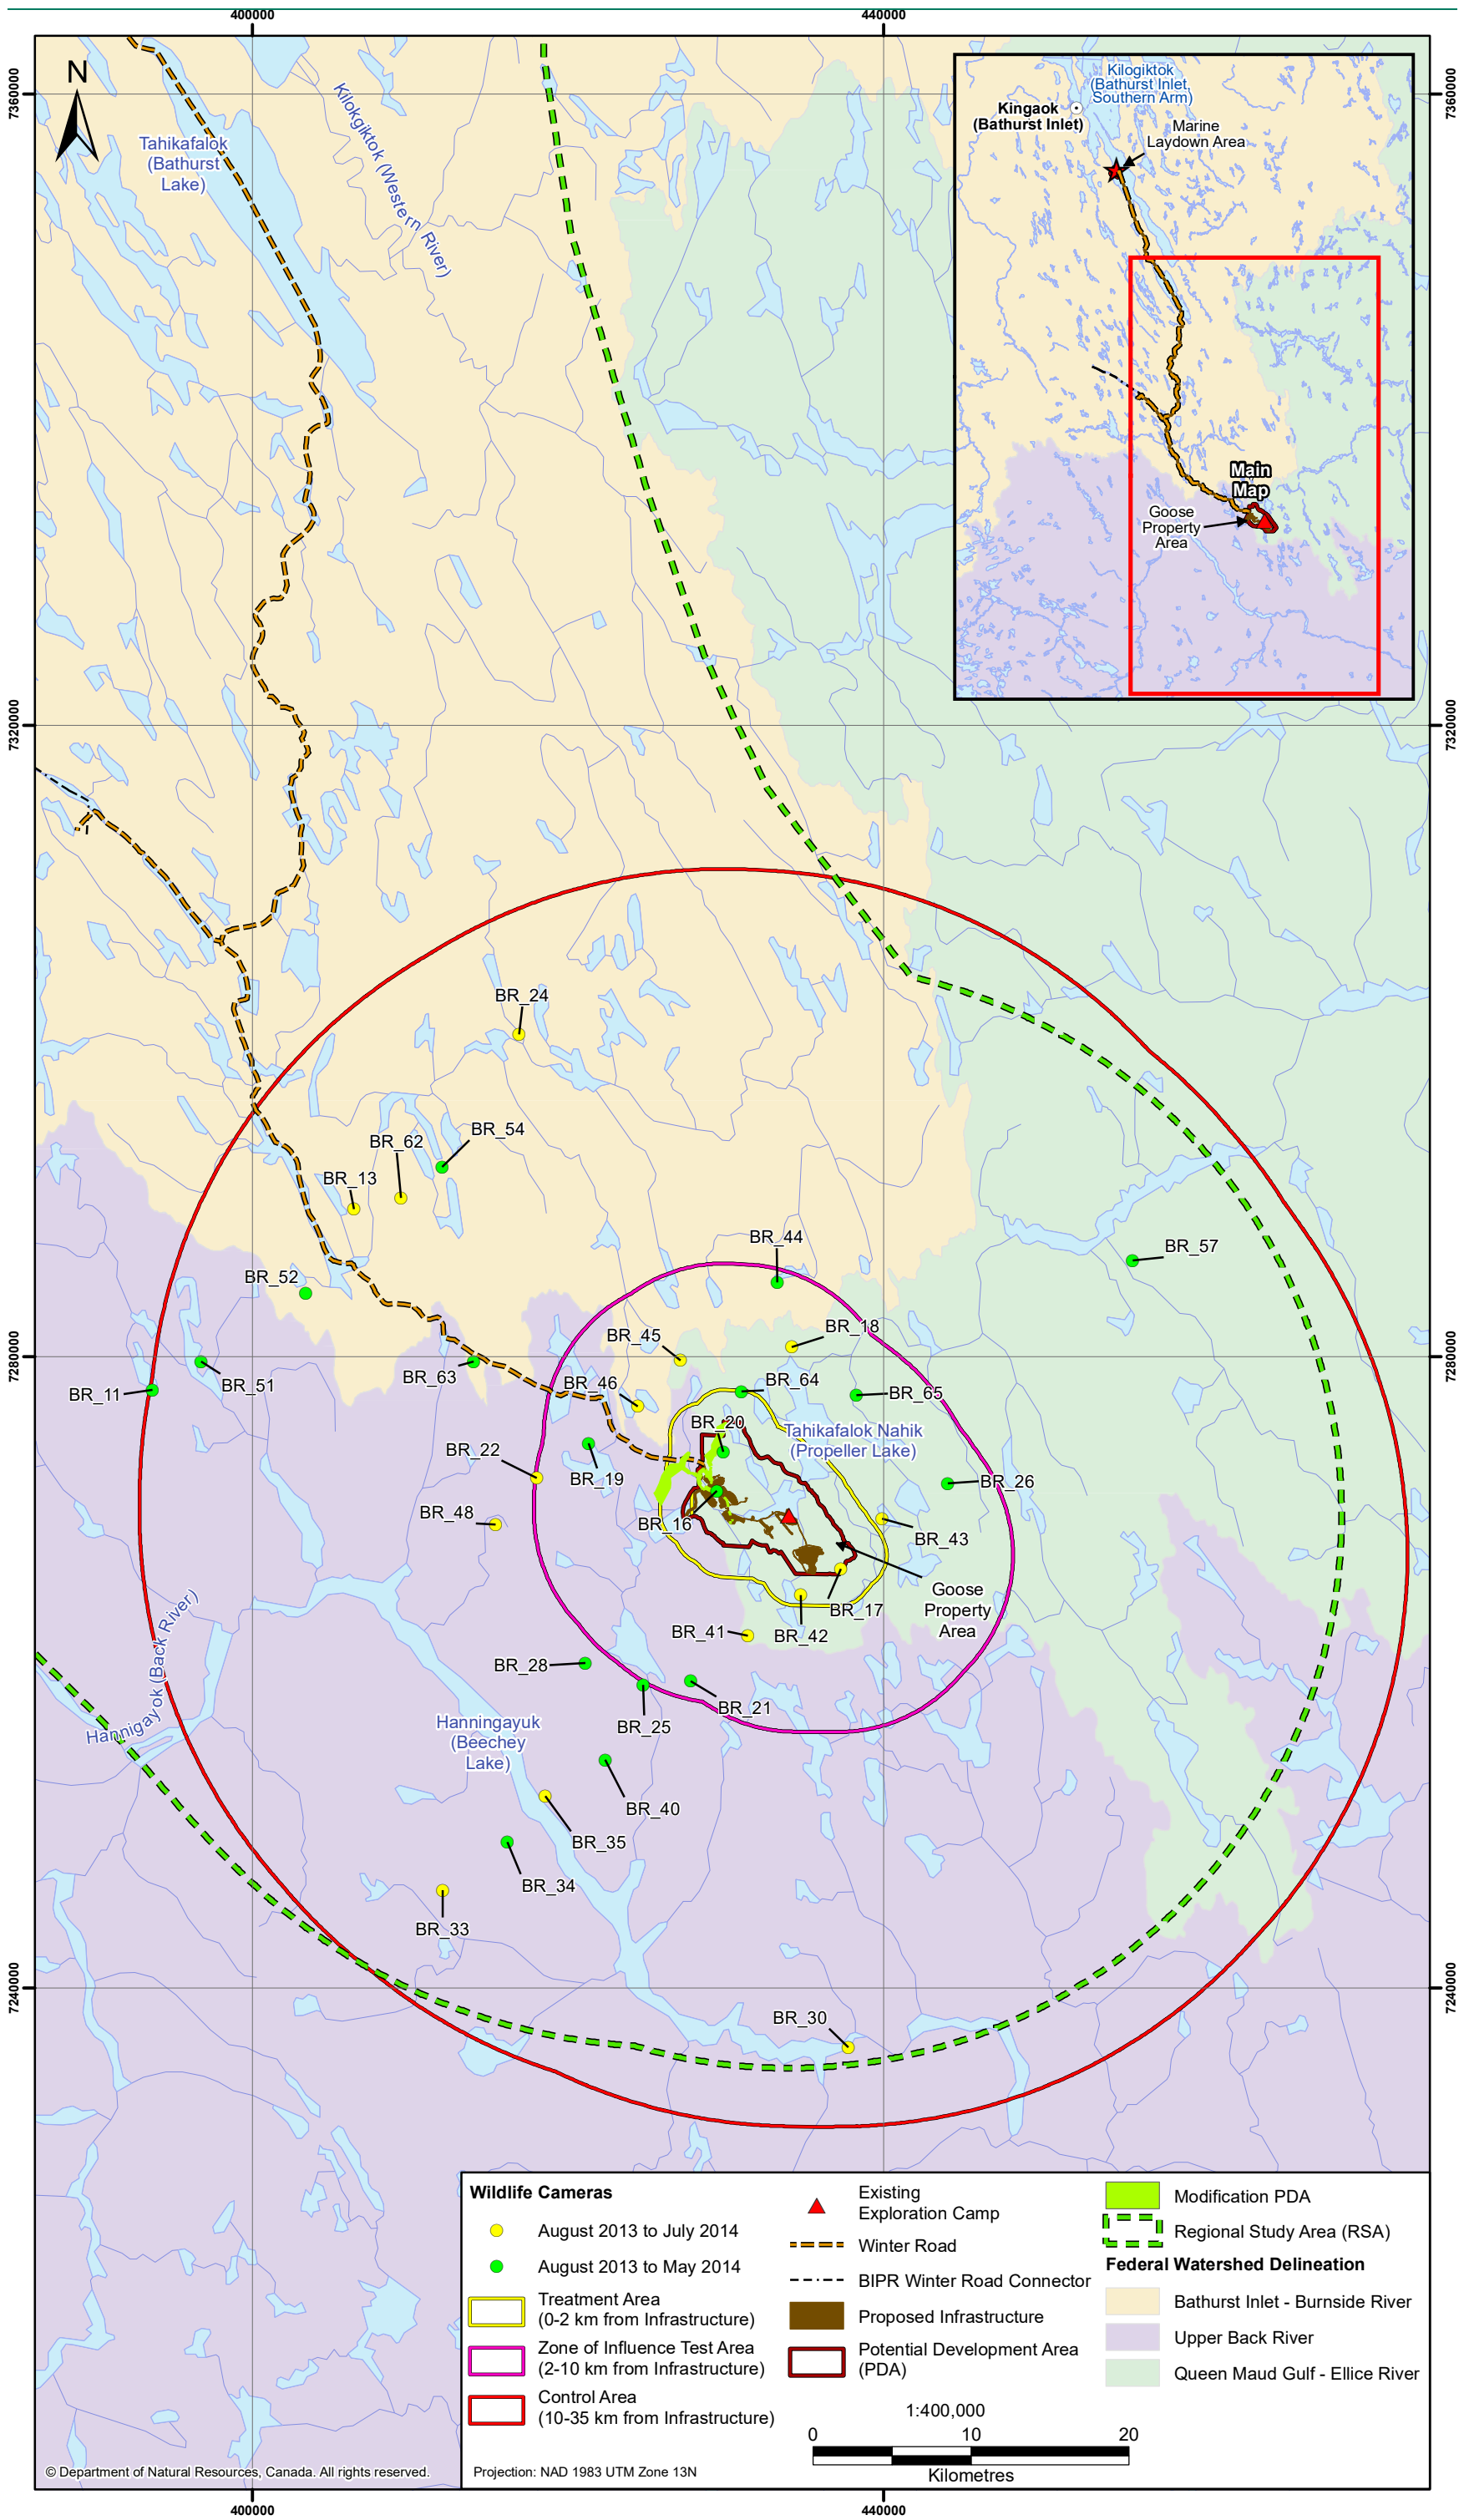 400000
440000
7360000
7360000
N
Tahikafalok
(Bathurst
Lake)
Kilokgiktok (Western River)
Kilogiktok
(Bathurst Inlet,
Southern Arm)
Kingaok
(Bathurst Inlet)
Marine
Laydown Area
Main
Map
Goose
Property
Area
7320000
7320000
BR_24
BR_54
BR_62
BR_13
BR_44
BR_57
BR_52
BR_18
BR_45
7280000
7280000
BR_63
BR_51
BR_11
BR_46
BR_64
BR_65
BR_20
Tahikafalok Nahik
(Propeller Lake)
BR_22
BR_19
BR_26
BR_48
BR_16
BR_43
Goose
Property
Area
BR_17
BR_41
BR_42
BR_28
BR_21
BR_25
Hannigayok (Back River)
Hanningayuk
(Beechey
Lake)
BR_40
BR_35
BR_34
BR_33
7240000
7240000
BR_30
Wildlife Cameras
August 2013 to July 2014
August 2013 to May 2014
Treatment Area
(0-2 km from Infrastructure)
Zone of Influence Test Area
(2-10 km from Infrastructure)
Control Area
(10-35 km from Infrastructure)
Existing
Exploration Camp
Winter Road
BIPR Winter Road Connector
Proposed Infrastructure
Potential Development Area
(PDA)
Modification PDA
Regional Study Area (RSA)
Federal Watershed Delineation
Bathurst Inlet - Burnside River
Upper Back River
Queen Maud Gulf - Ellice River
1:400,000
0 10 20
Kilometres
© Department of Natural Resources, Canada. All rights reserved.
Projection: NAD 1983 UTM Zone 13N
400000
440000